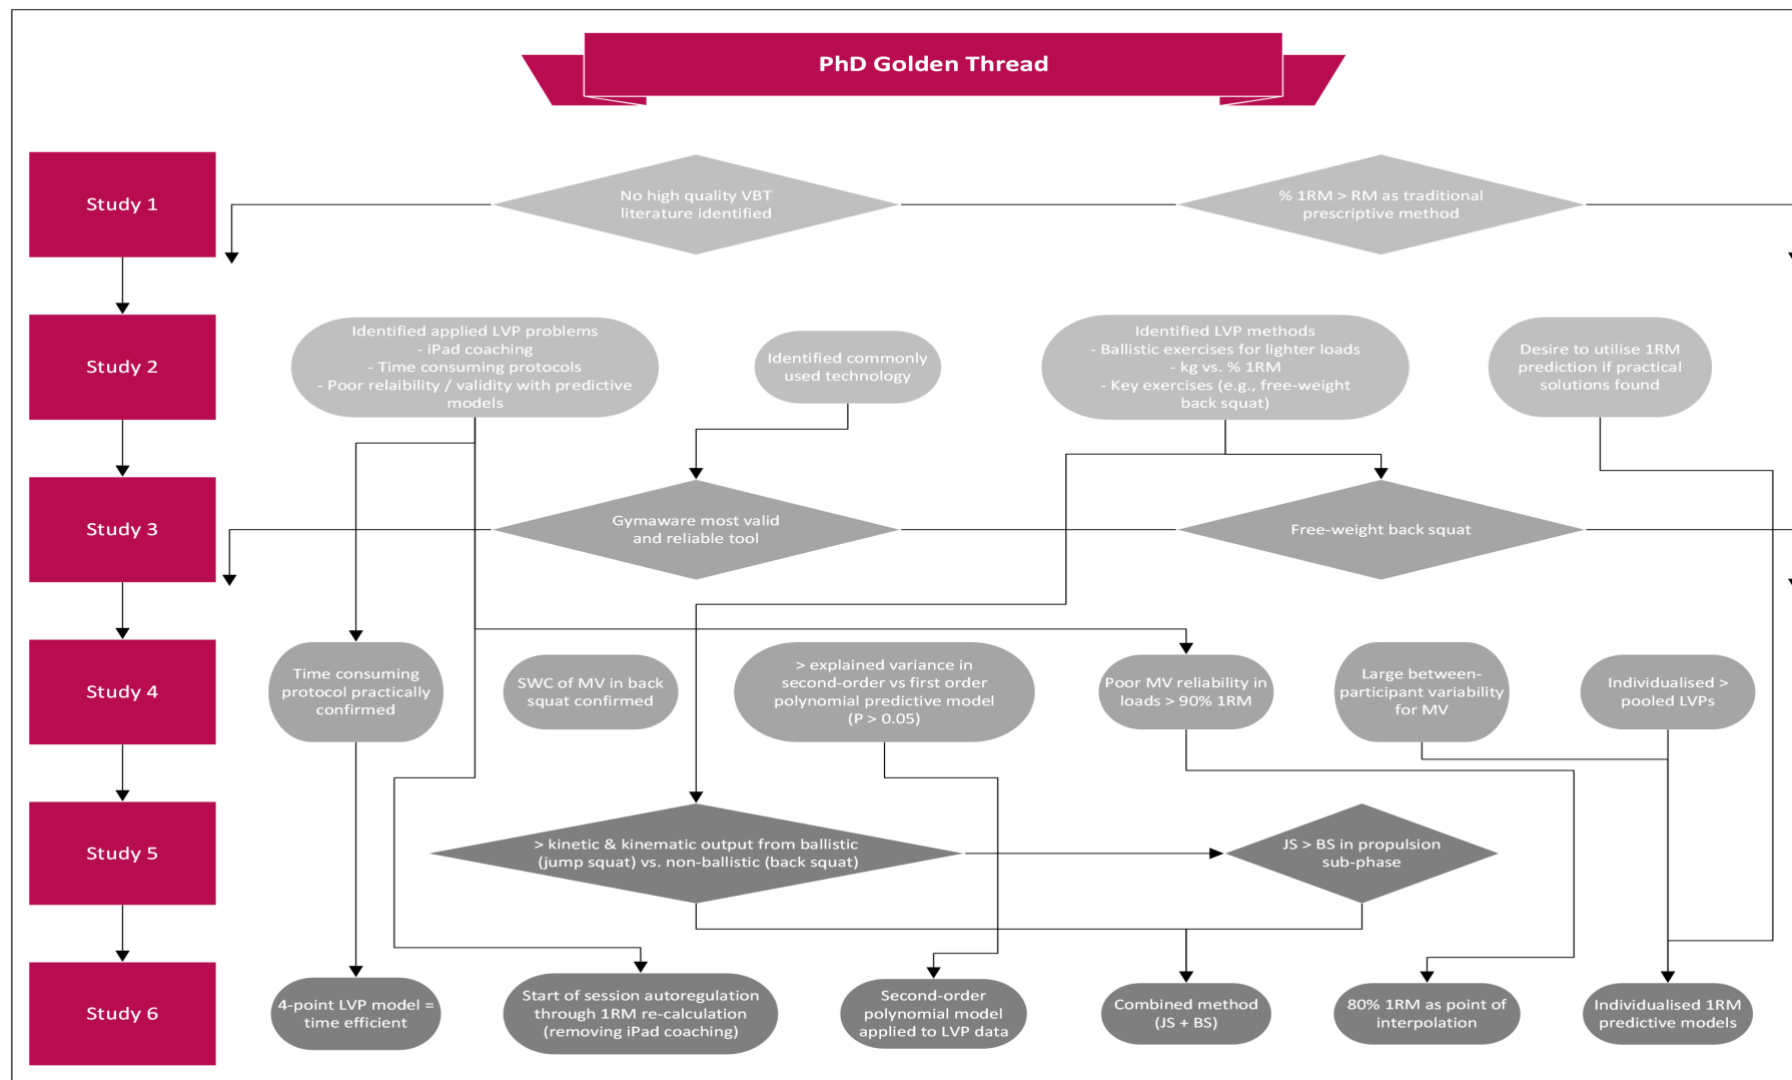 PhD Golden Thread
Study 1
No high quality VBT
literature identified
% 1RM > RM as traditional
prescriptive method
Study 2
Identified applied LVP problems
- iPad coaching
- Time consuming protocols
- Poor relaibility / validity with predictive
models
Identified commonly
used technology
Identified LVP methods
- Ballistic exercises for lighter loads
- kg vs. % 1RM
- Key exercises (e.g., free-weight
back squat)
Desire to utilise 1RM
prediction if practical
solutions found
Study 3
Gymaware most valid
and reliable tool
Free-weight back squat
Study 4
Time consuming
protocol practically
confirmed
SWC of MV in back
squat confirmed
> explained variance in
second-order vs first order
polynomial predictive model
(P > 0.05)
Poor MV reliability in
loads > 90% 1RM
Large between-
participant variability
for MV
Individualised >
pooled LVPs
Study 5
> kinetic & kinematic output from ballistic
(jump squat) vs. non-ballistic (back squat)
JS > BS in propulsion
sub-phase
Study 6
4-point LVP model =
time efficient
Start of session autoregulation
through 1RM re-calculation
(removing iPad coaching)
Second-order
polynomial model
applied to LVP data
Combined method
(JS + BS)
80% 1RM as point of
interpolation
Individualised 1RM
predictive models